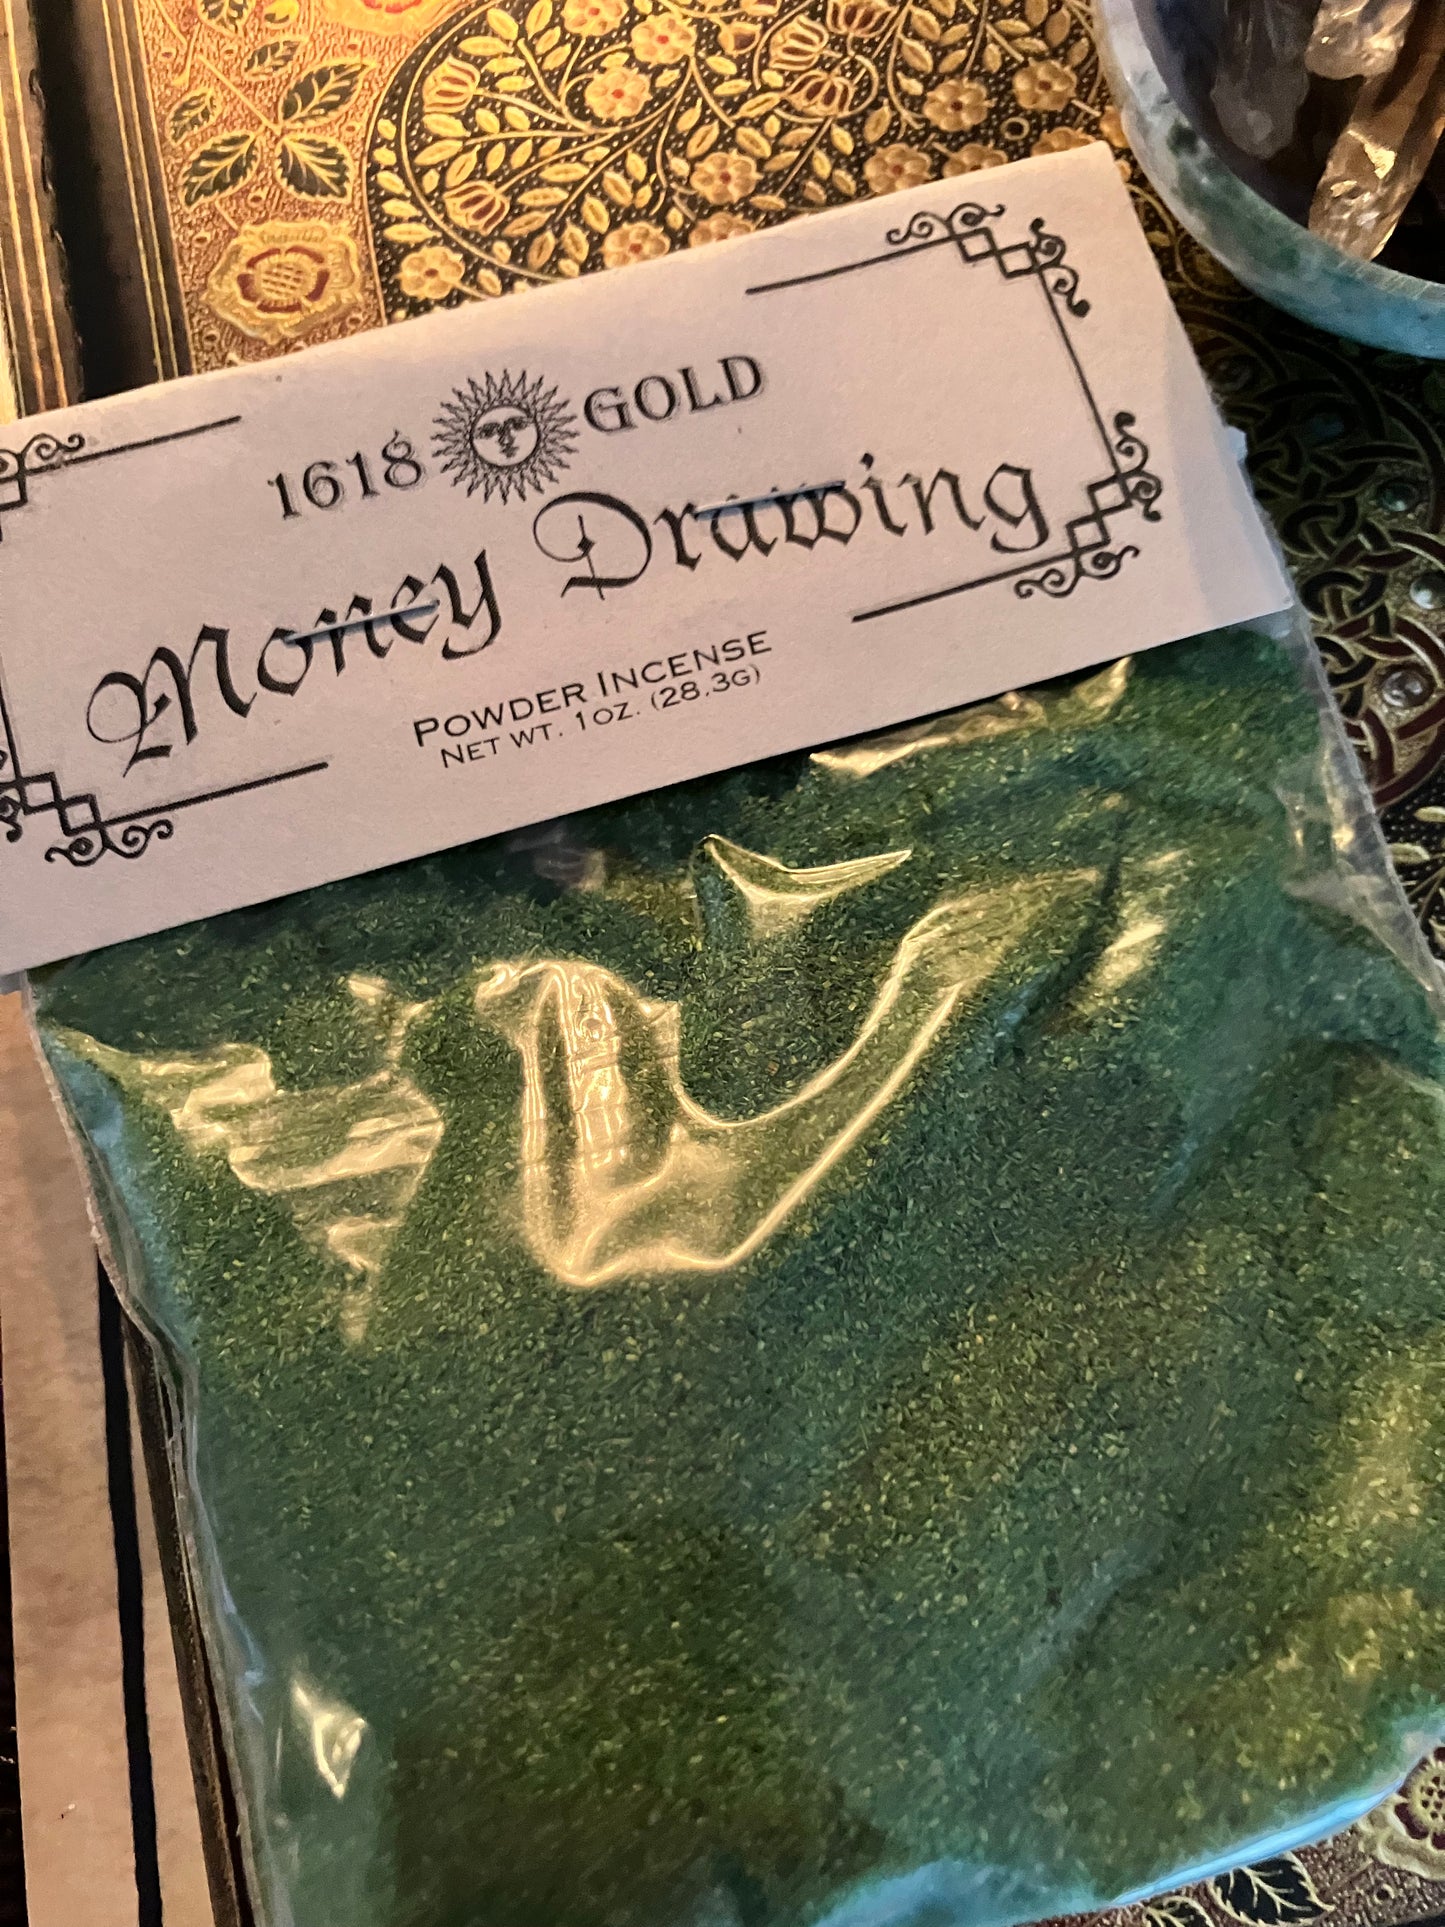 1618 GOLD
Money Drawing
POWDER INCENSE
NET WT. 1OZ. (28.3G)